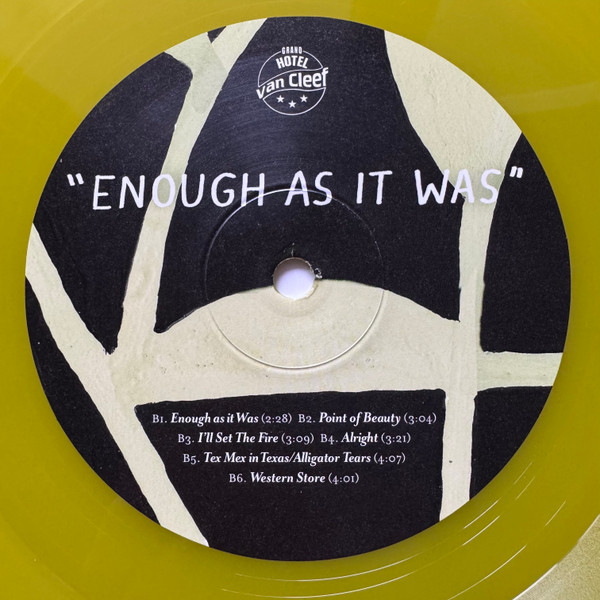 GRAND
HOTEL
van Cleef
"ENOUGH AS IT WAS"
B1. Enough as it Was (2:28) B2. Point of Beauty (3:04)
B3. I'll Set The Fire (3:09) B4. Alright (3:21)
B5. Tex Mex in Texas/Alligator Tears (4:07)
B6. Western Store (4:01)